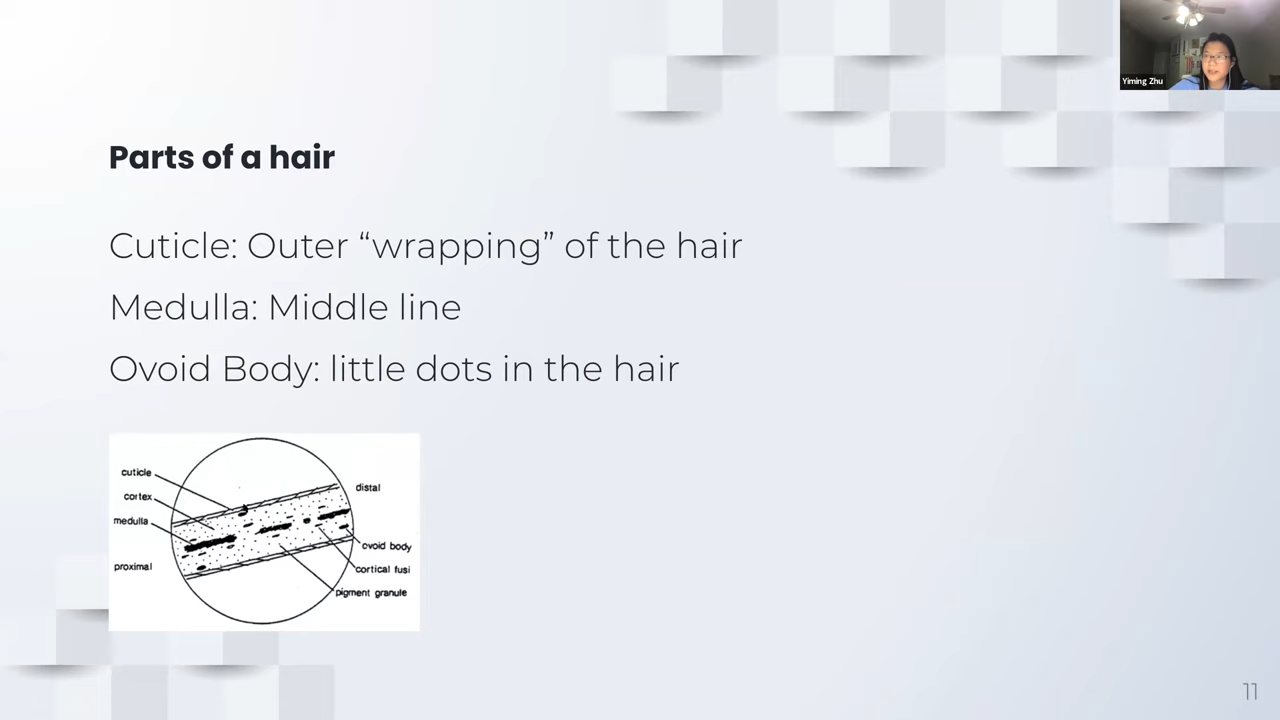 Yiming Zhu
Parts of a hair
Cuticle: Outer “wrapping” of the hair
Medulla: Middle line
Ovoid Body: little dots in the hair
cuticle
cortex
medulla
proximal
distal
ovoid body
cortical fusi
pigment granule
11